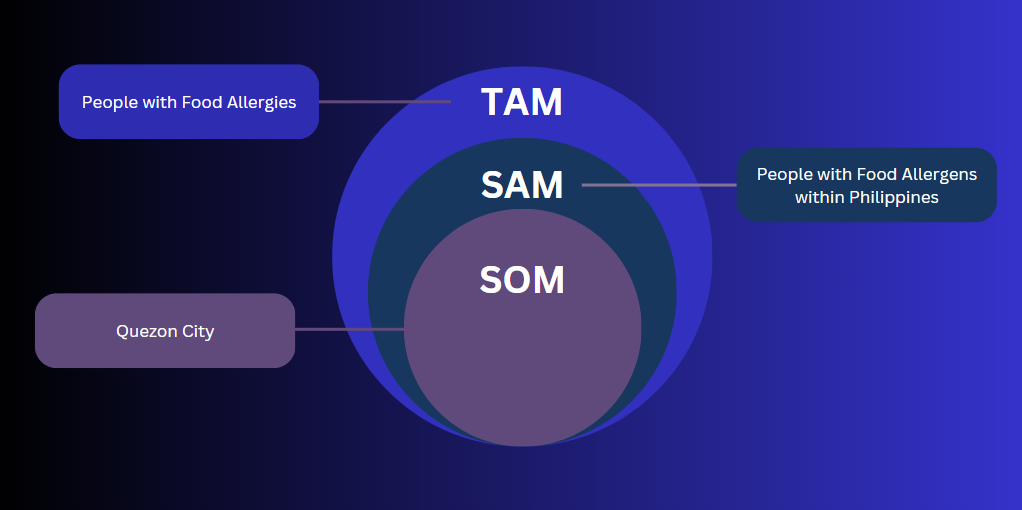 TAM
People with Food Allergies
SAM
People with Food Allergens
within Philippines
SOM
Quezon City